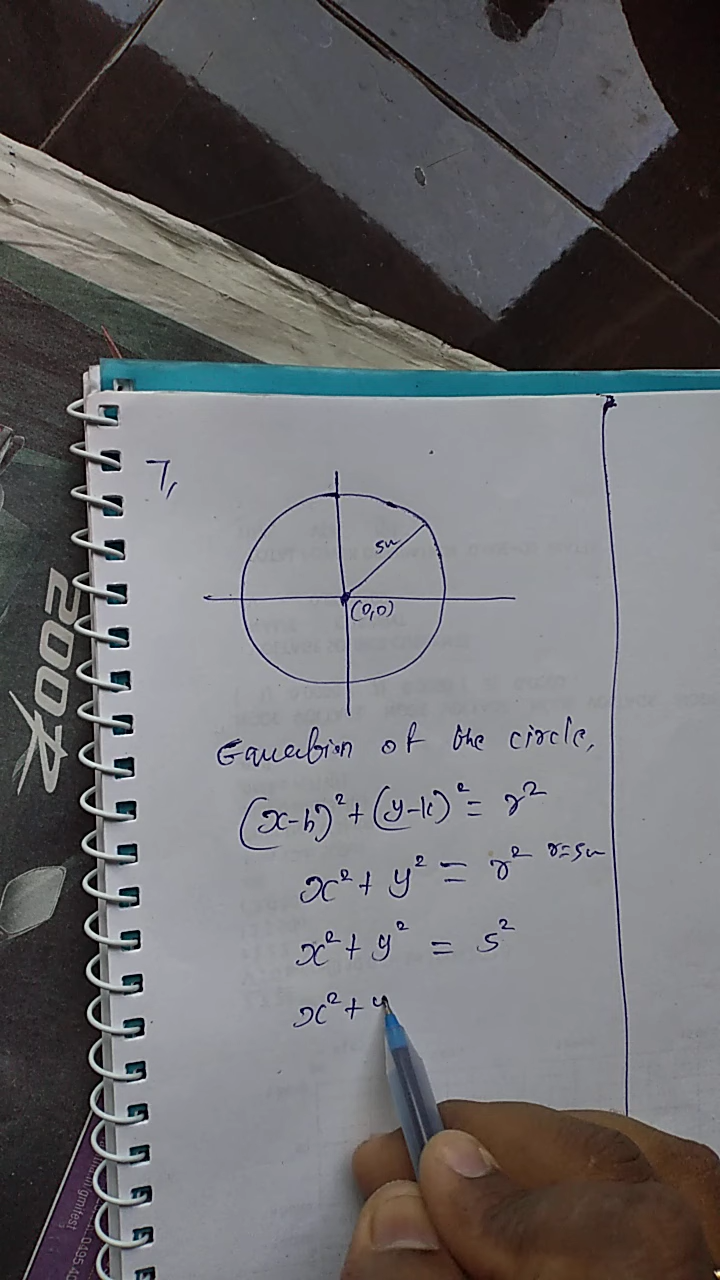 7,
5u
(0,0)
Equation of the circle,
(x-h)² + (y-k)² = r²
x² + y² = r² r=5u
x² + y² = 5²
x² + y
2007